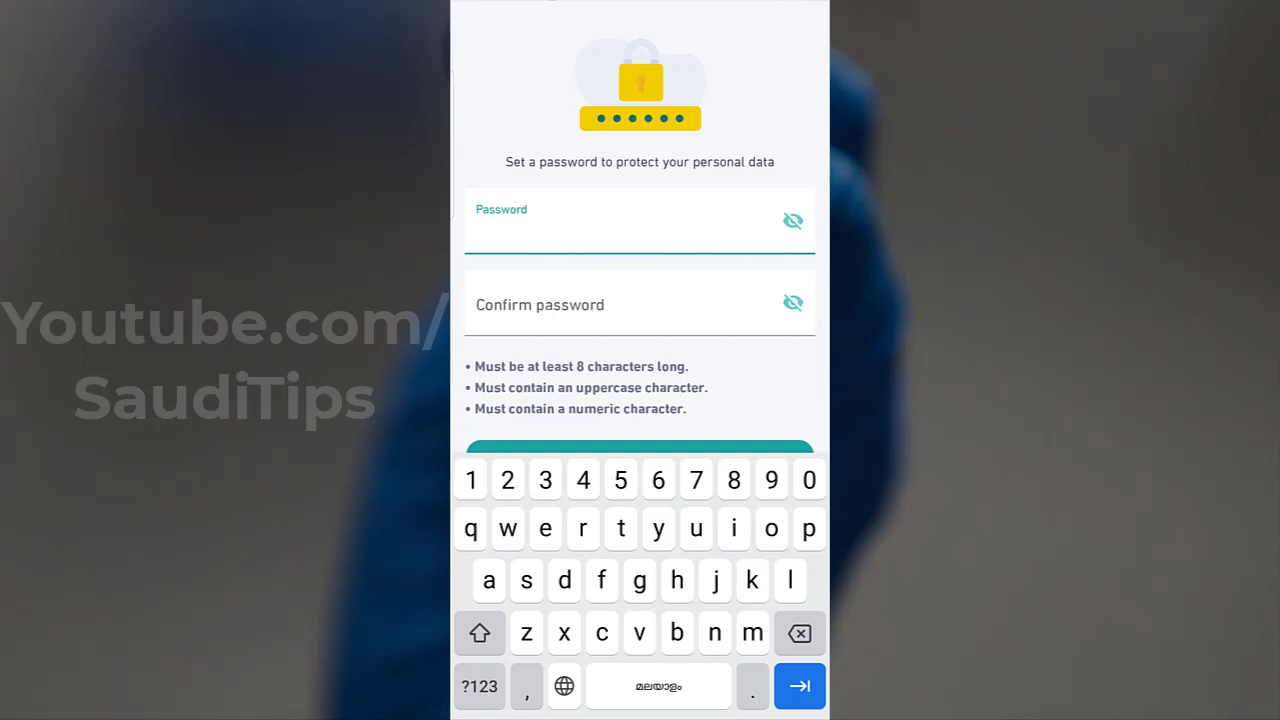 Set a password to protect your personal data
Password
Confirm password
Youtube.com/
SaudiTips
• Must be at least 8 characters long.
• Must contain an uppercase character.
• Must contain a numeric character.
1 2 3 4 5 6 7 8 9 0
q w e r t y u i o p
a s d f g h j k l
z x c v b n m
?123 , മലയാളം .